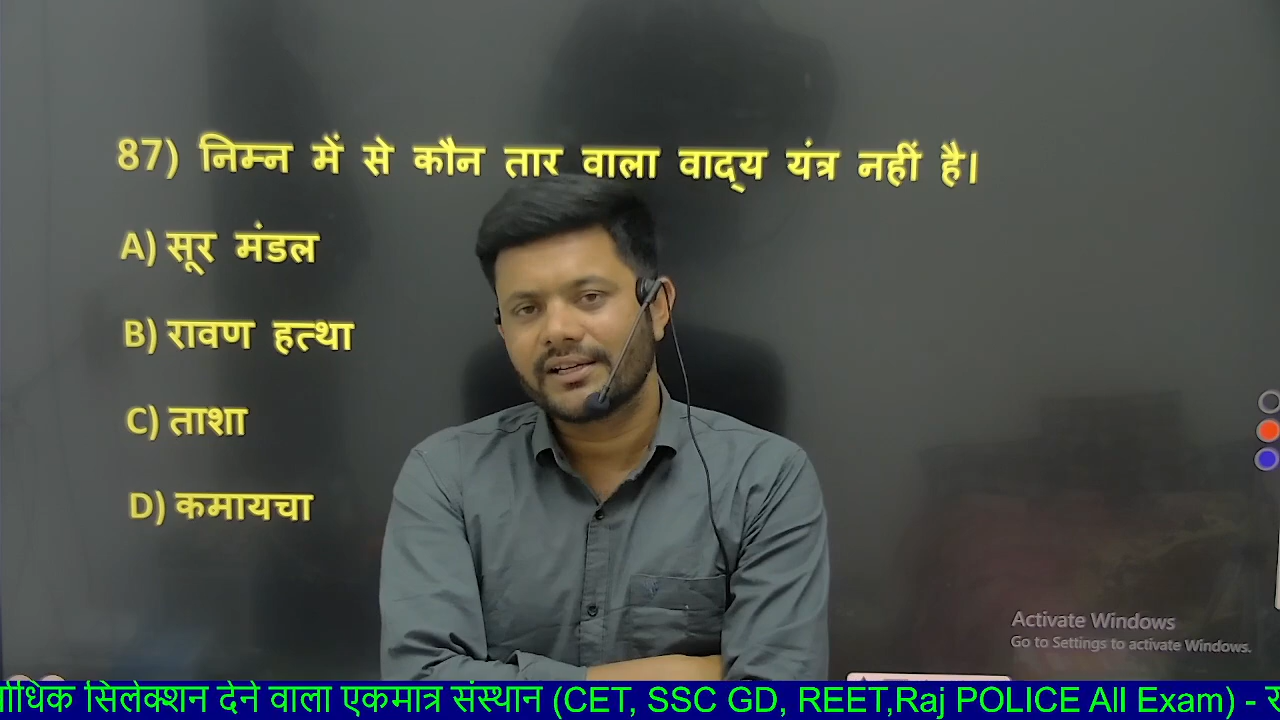 87) निम्न में से कौन तार वाला वाद्य यंत्र नहीं है।
A) सूर मंडल
B) रावण हत्था
C) ताशा
D) कमायचा
Activate Windows
Go to Settings to activate Windows.
सिलेक्शन देने वाला एकमात्र संस्थान (CET, SSC GD, REET,Raj POLICE All Exam) -